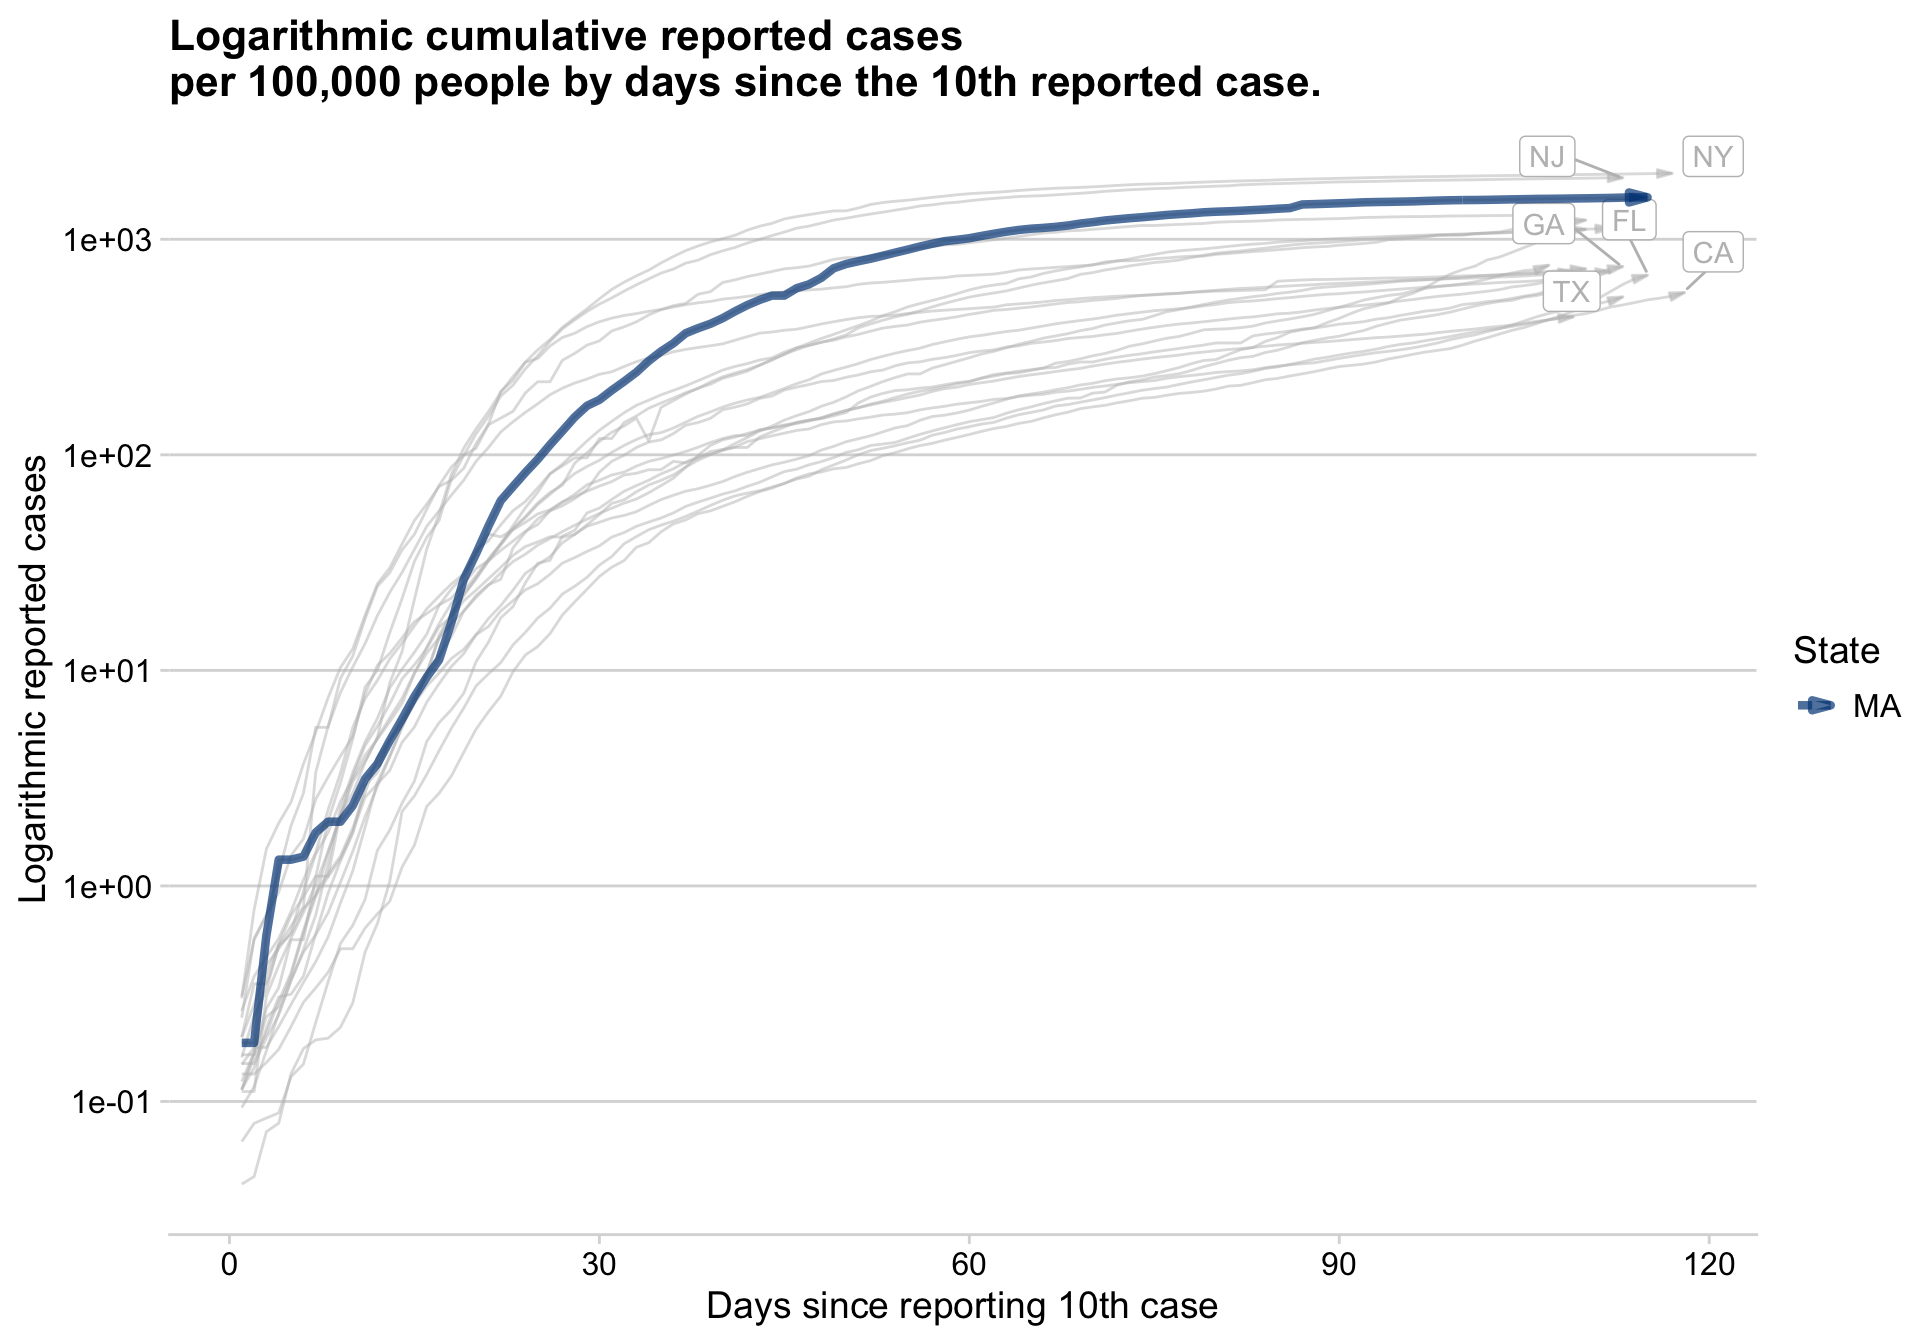 Logarithmic cumulative reported cases
per 100,000 people by days since the 10th reported case.
NJ
NY
GA
FL
CA
TX
1e+03
1e+02
1e+01
1e+00
1e-01
Logarithmic reported cases
State
MA
0
30
60
90
120
Days since reporting 10th case